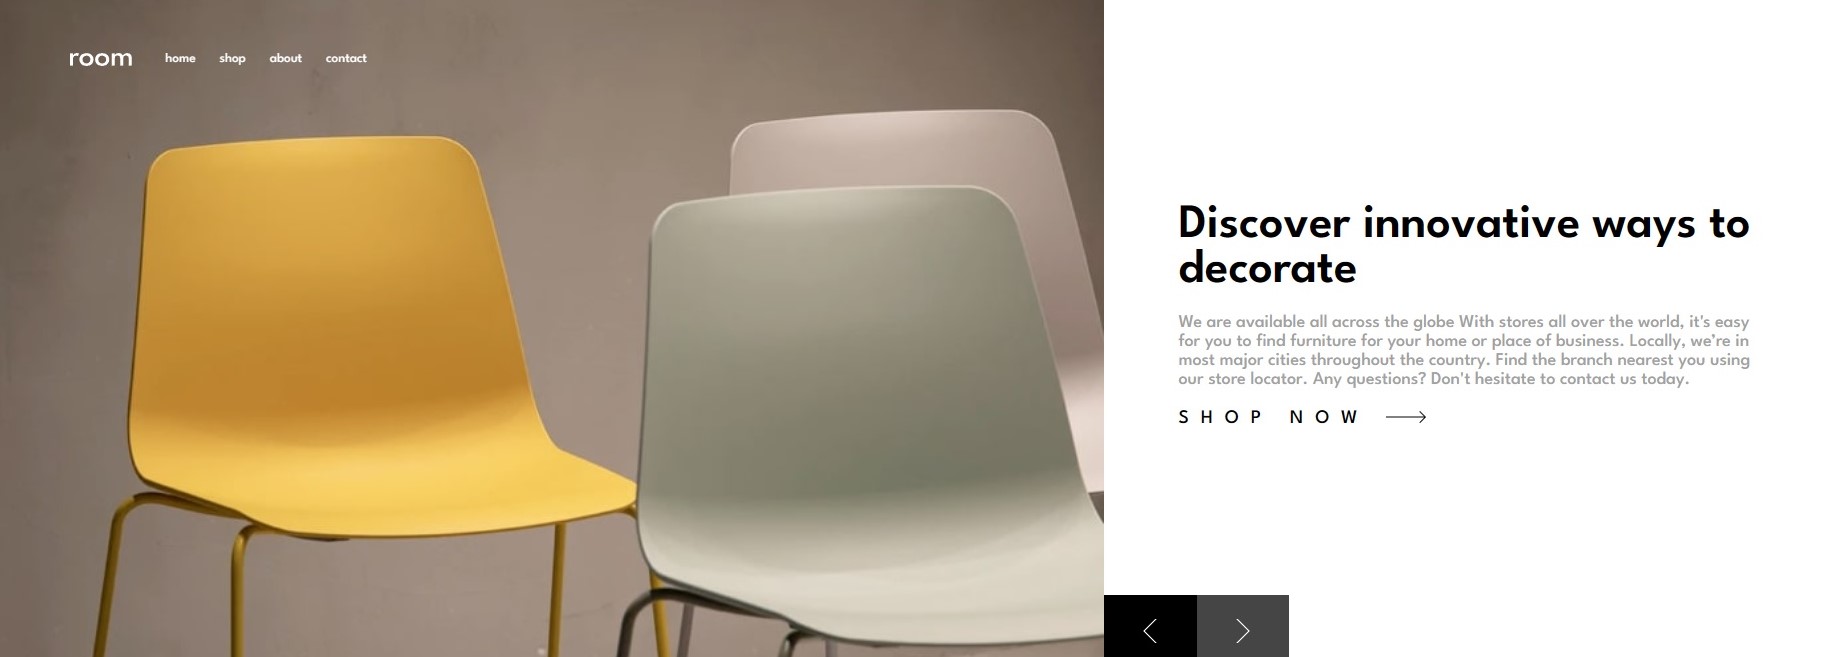 room
home shop about contact
Discover innovative ways to
decorate
We are available all across the globe With stores all over the world, it's easy
for you to find furniture for your home or place of business. Locally, we’re in
most major cities throughout the country. Find the branch nearest you using
our store locator. Any questions? Don't hesitate to contact us today.
SHOP NOW